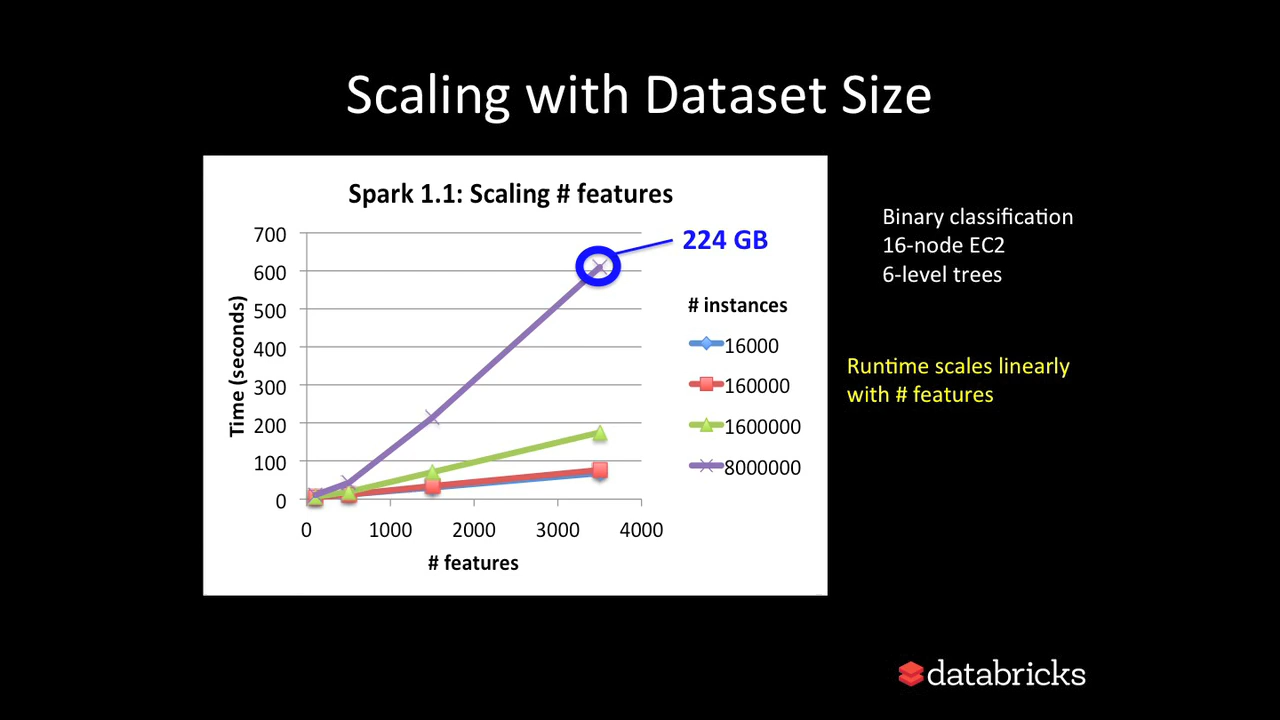 Scaling with Dataset Size
Spark 1.1: Scaling # features
700
600
500
400
300
200
100
0
Time (seconds)
0 1000 2000 3000 4000
# features
224 GB
# instances
16000
160000
1600000
8000000
Binary classification
16-node EC2
6-level trees
Runtime scales linearly
with # features
databricks